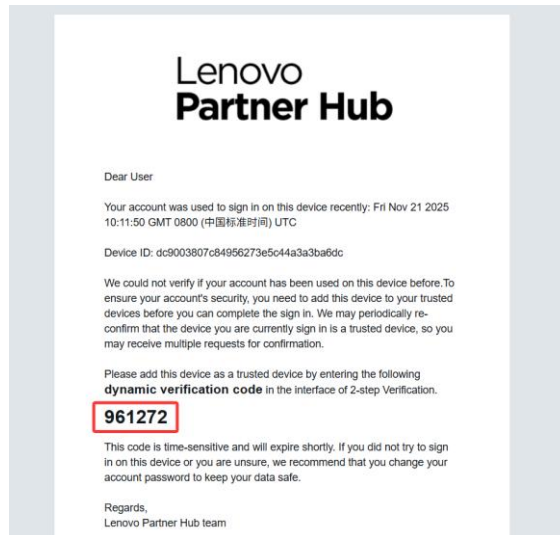 Lenovo
Partner Hub
Dear User
Your account was used to sign in on this device recently: Fri Nov 21 2025
10:11:50 GMT 0800 (中国标准时间) UTC
Device ID: dc9003807c84956273e5c44a3a3ba6dc
We could not verify if your account has been used on this device before.To
ensure your account's security, you need to add this device to your trusted
devices before you can complete the sign in. We may periodically re-
confirm that the device you are currently sign in is a trusted device, so you
may receive multiple requests for confirmation.
Please add this device as a trusted device by entering the following
dynamic verification code in the interface of 2-step Verification.
961272
This code is time-sensitive and will expire shortly. If you did not try to sign
in on this device or you are unsure, we recommend that you change your
account password to keep your data safe.
Regards,
Lenovo Partner Hub team